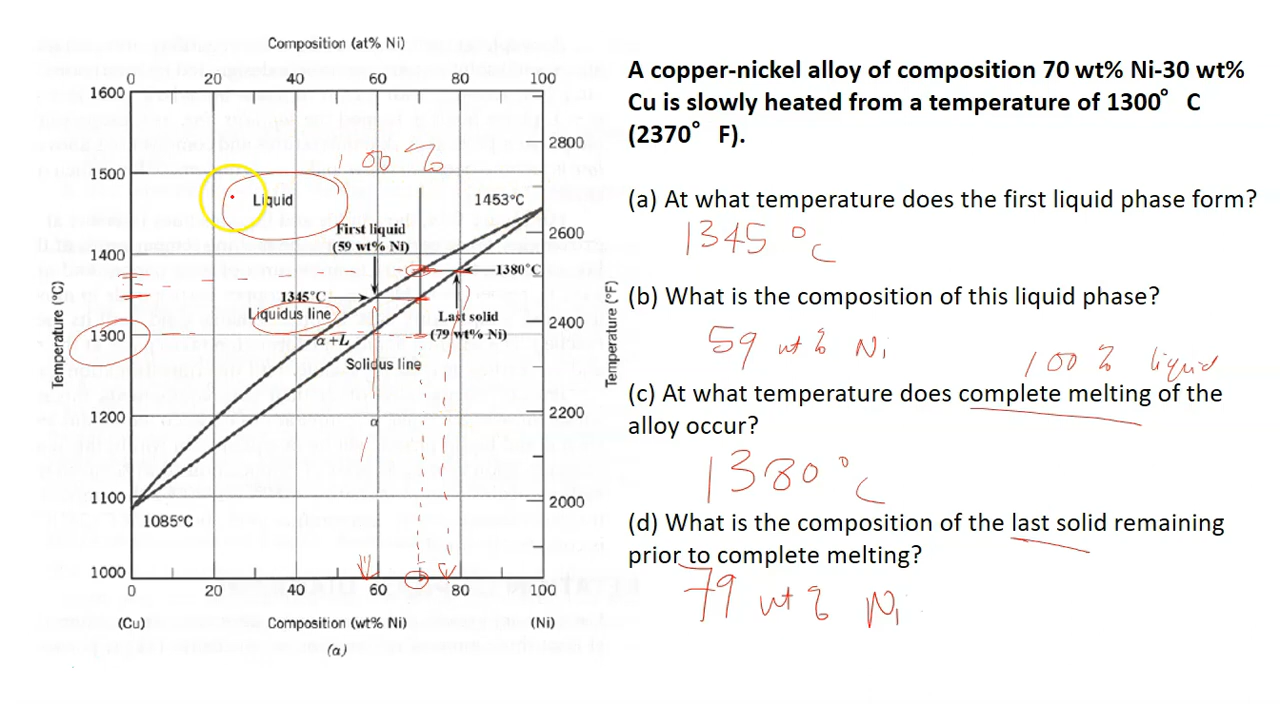 Composition (at% Ni)
0 20 40 60 80 100
1600
1500
1400
1300
1200
1100
1000
Temperature (°C)
2800
2600
2400
2200
2000
Temperature (°F)
100 %
Liquid
1453°C
First liquid
(59 wt% Ni)
1380°C
1345°C
Liquidus line
Last solid
(79 wt% Ni)
α+L
Solidus line
α
1085°C
0 20 40 60 80 100
(Cu) Composition (wt% Ni) (Ni)
(a)
A copper-nickel alloy of composition 70 wt% Ni-30 wt%
Cu is slowly heated from a temperature of 1300° C
(2370° F).
(a) At what temperature does the first liquid phase form?
1345 °C
(b) What is the composition of this liquid phase?
59 wt % Ni
100 % liquid
(c) At what temperature does complete melting of the
alloy occur?
1380 °C
(d) What is the composition of the last solid remaining
prior to complete melting?
79 wt % Ni